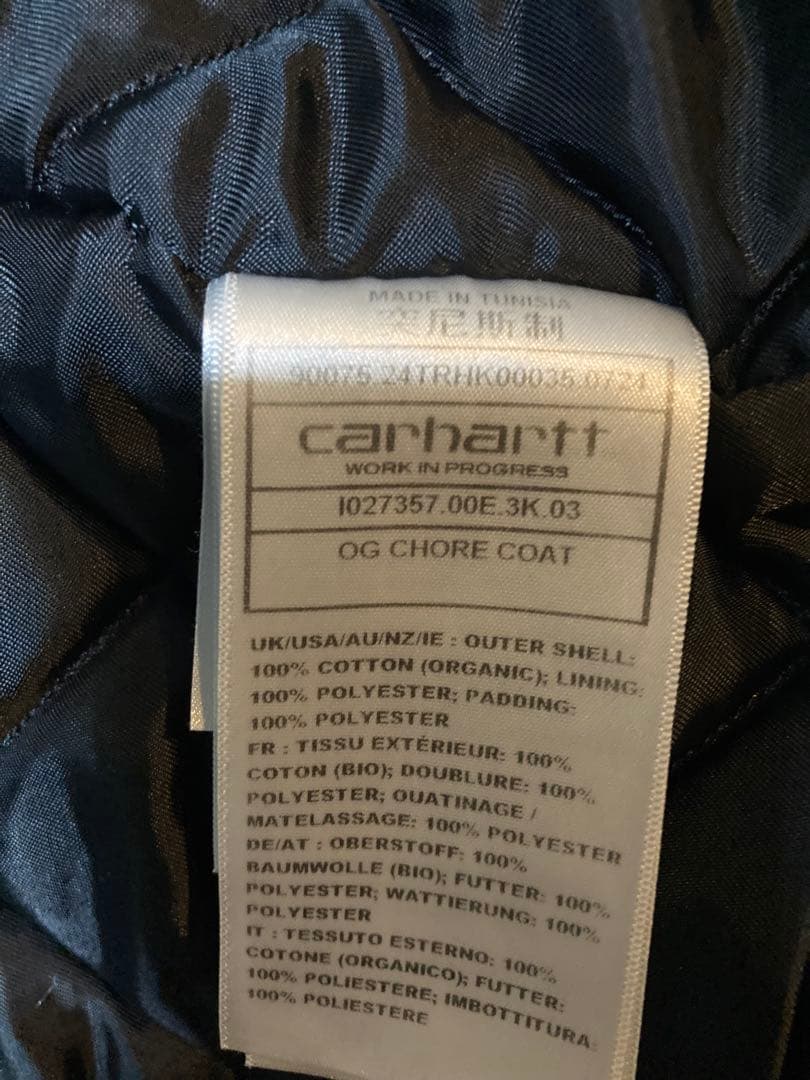 MADE IN TUNISIA
突尼斯制
90075 24TRHK00035 0724
carhartt
WORK IN PROGRESS
I027357.00E.3K.03
OG CHORE COAT
UK/USA/AU/NZ/IE : OUTER SHELL:
100% COTTON (ORGANIC); LINING:
100% POLYESTER; PADDING:
100% POLYESTER
FR : TISSU EXTÉRIEUR: 100%
COTON (BIO); DOUBLURE: 100%
POLYESTER; OUATINAGE /
MATELASSAGE: 100% POLYESTER
DE/AT : OBERSTOFF: 100%
BAUMWOLLE (BIO); FUTTER: 100%
POLYESTER; WATTIERUNG: 100%
POLYESTER
IT : TESSUTO ESTERNO: 100%
COTONE (ORGANICO); FUTTER:
100% POLIESTERE; IMBOTTITURA:
100% POLIESTERE